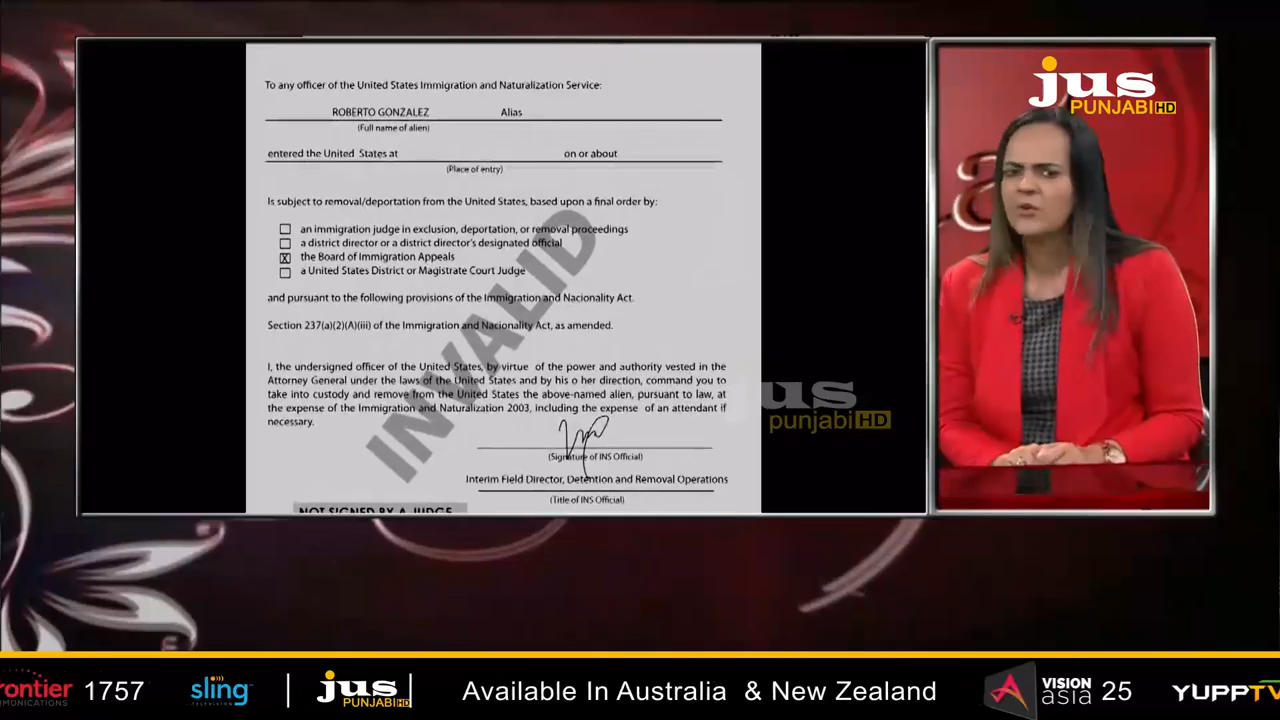 To any officer of the United States Immigration and Naturalization Service:
ROBERTO GONZALEZ Alias
(Full name of alien)
entered the United States at on or about
(Place of entry)
Is subject to removal/deportation from the United States, based upon a final order by:
an immigration judge in exclusion, deportation, or removal proceedings
a district director or a district director's designated official
X the Board of Immigration Appeals
a United States District or Magistrate Court Judge
and pursuant to the following provisions of the Immigration and Nacionality Act.
Section 237(a)(2)(A)(iii) of the Immigration and Nacionality Act, as amended.
I, the undersigned officer of the United States, by virtue of the power and authority vested in the
Attorney General under the laws of the United States and by his o her direction, command you to
take into custody and remove from the United States the above-named alien, pursuant to law, at
the expense of the Immigration and Naturalization 2003, including the expense of an attendant if
necessary.
(Signature of INS Official)
Interim Field Director, Detention and Removal Operations
(Title of INS Official)
NOT SIGNED BY A JUDGE
INVALID
jus
PUNJABI HD
jus
punjabi HD
rontier
MMUNICATIONS
1757
sling
TELEVISION
jus
PUNJABI HD
Available In Australia & New Zealand
VISION
asia
25
YUPPTV